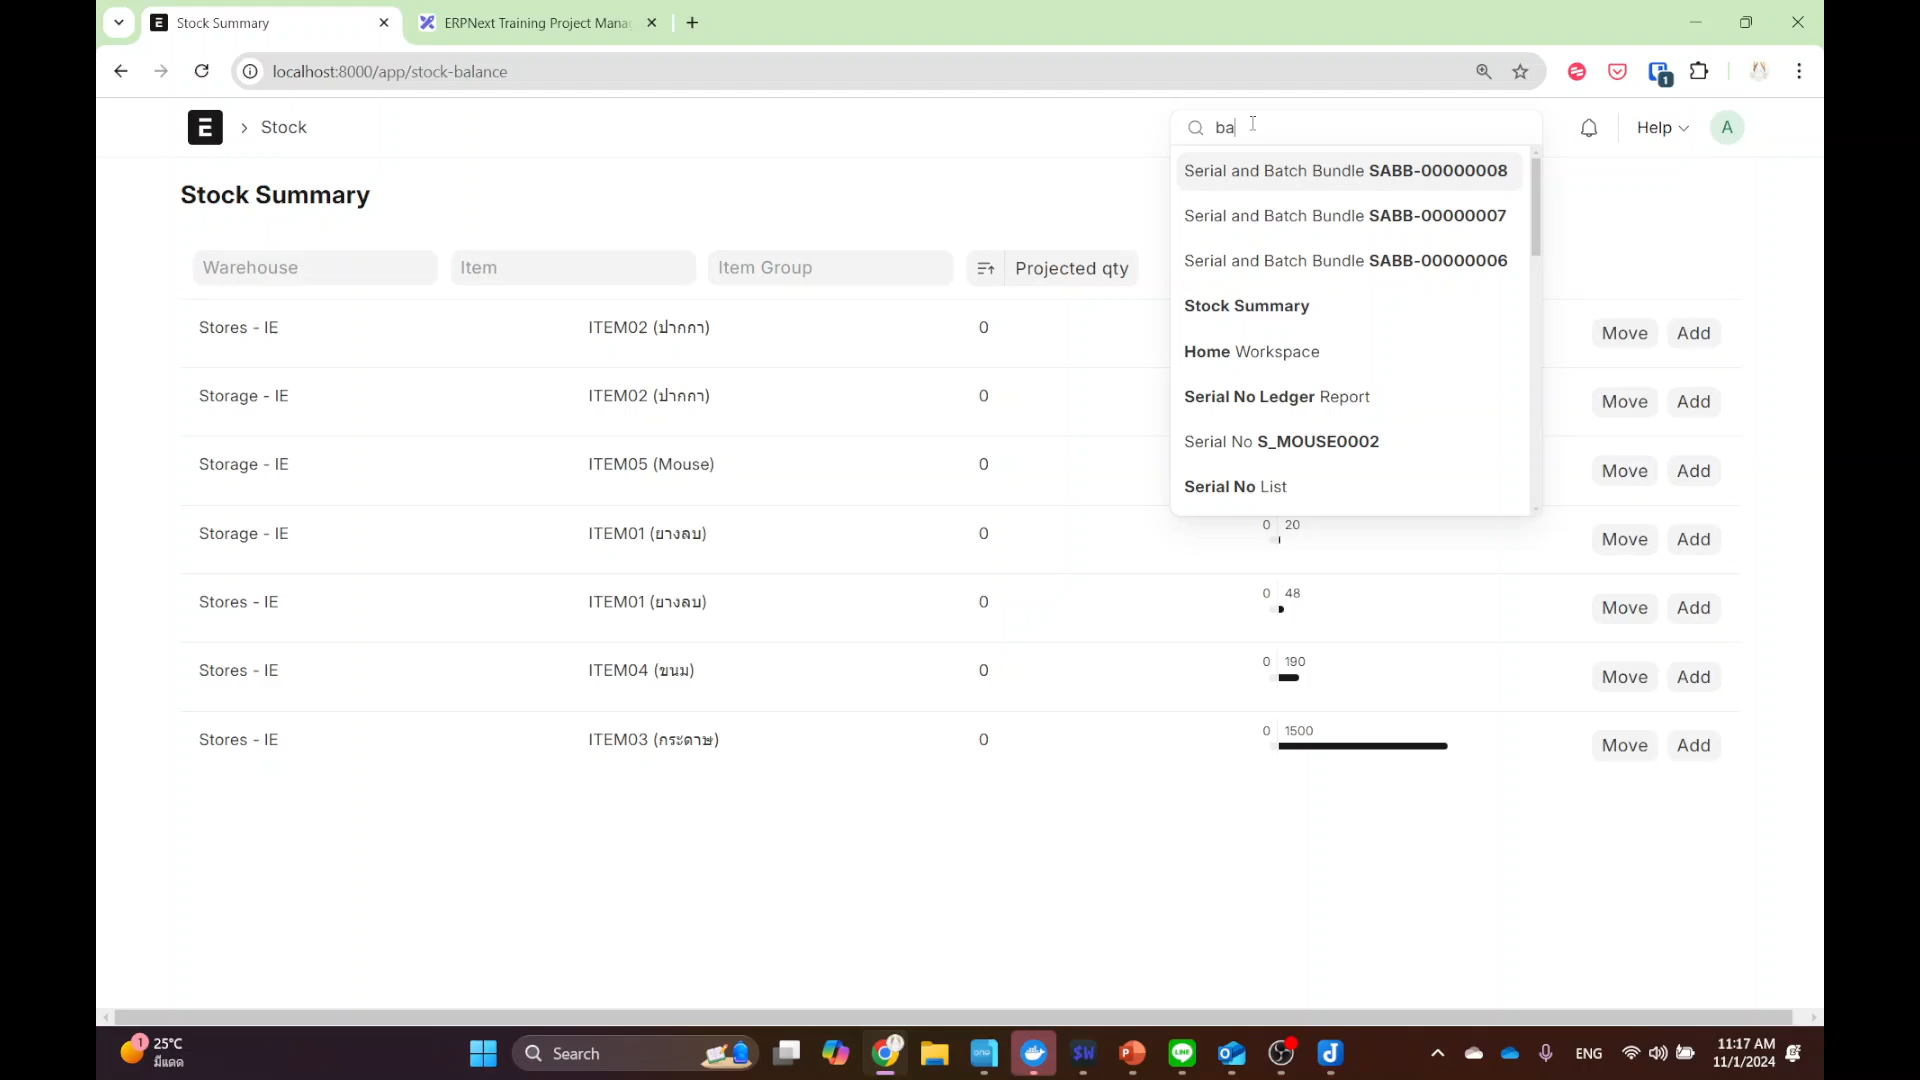 Stock Summary
ERPNext Training Project Mana
localhost:8000/app/stock-balance
1
E
Stock
ba
Help
A
Stock Summary
Warehouse
Item
Item Group
Projected qty
Serial and Batch Bundle SABB-00000008
Serial and Batch Bundle SABB-00000007
Serial and Batch Bundle SABB-00000006
Stock Summary
Home Workspace
Serial No Ledger Report
Serial No S_MOUSE0002
Serial No List
Stores - IE ITEM02 (ปากกา) 0 Move Add
Storage - IE ITEM02 (ปากกา) 0 Move Add
Storage - IE ITEM05 (Mouse) 0 Move Add
Storage - IE ITEM01 (ยางลบ) 0 0 20 Move Add
Stores - IE ITEM01 (ยางลบ) 0 0 48 Move Add
Stores - IE ITEM04 (ขนม) 0 0 190 Move Add
Stores - IE ITEM03 (กระดาษ) 0 0 1500 Move Add
1
25°C
มีแดด
Search
ENG
11:17 AM
11/1/2024